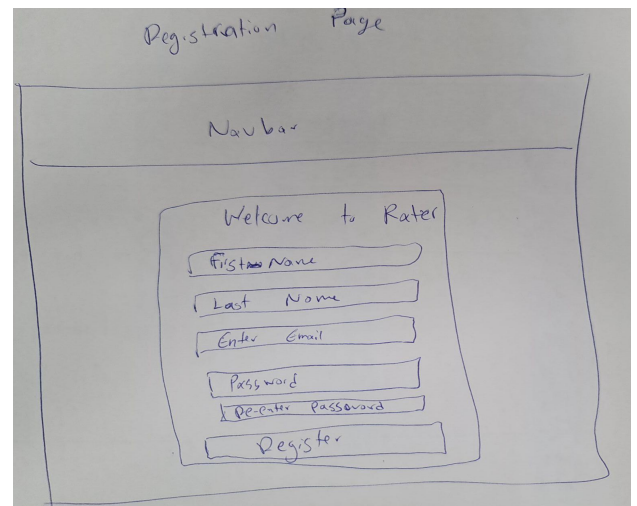 Registration Page
Navbar
Welcome to Rater
First Name
Last Name
Enter Email
Password
Re-enter Password
Register